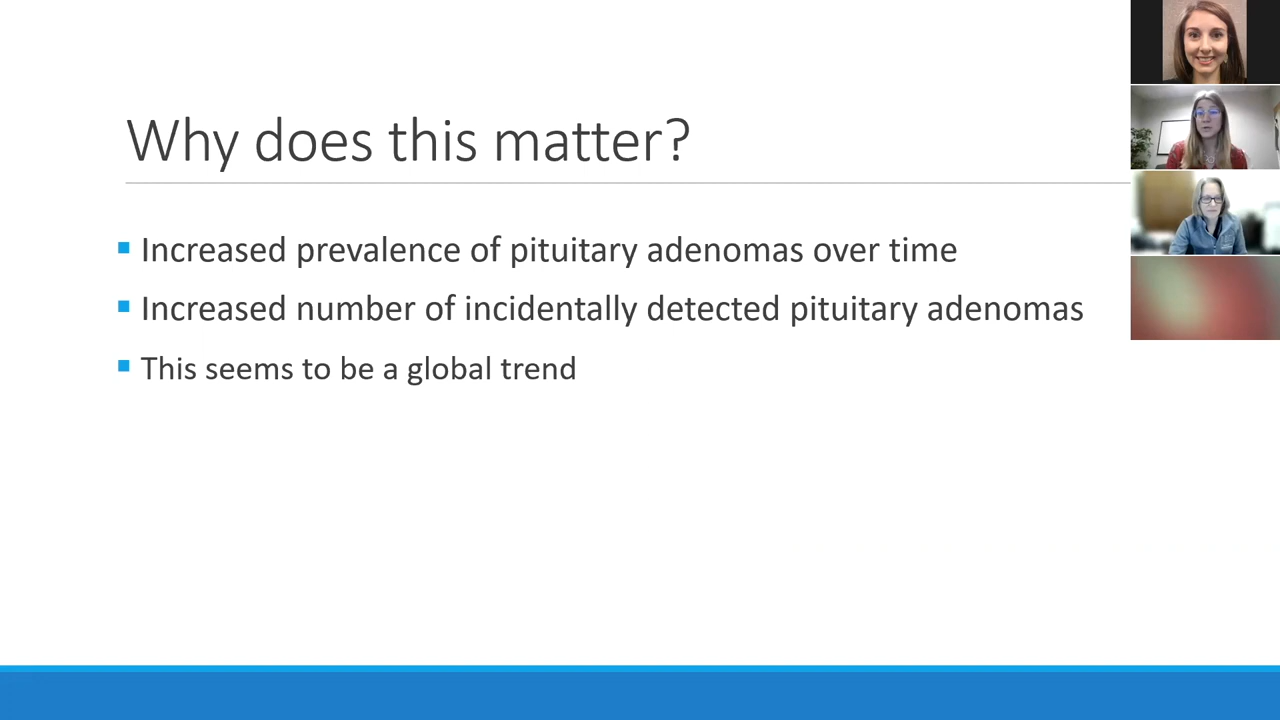 Why does this matter?
Increased prevalence of pituitary adenomas over time
Increased number of incidentally detected pituitary adenomas
This seems to be a global trend